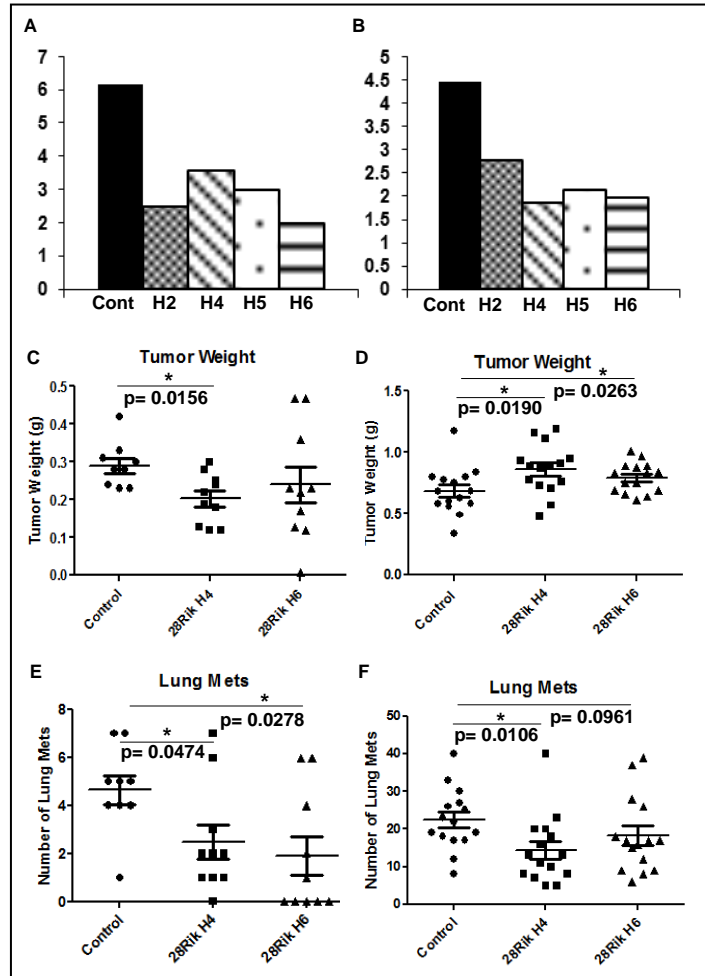 A
7
6
5
4
3
2
1
0
Cont H2 H4 H5 H6
B
4.5
4
3.5
3
2.5
2
1.5
1
0.5
0
Cont H2 H4 H5 H6
C
Tumor Weight
*
p= 0.0156
Tumor Weight (g)
0.5
0.4
0.3
0.2
0.1
0.0
Control
28Rik H4
28Rik H6
D
Tumor Weight
*
p= 0.0263
*
p= 0.0190
Tumor Weight (g)
1.5
1.0
0.5
0.0
Control
28Rik H4
28Rik H6
E
Lung Mets
*
p= 0.0278
*
p= 0.0474
Number of Lung Mets
8
6
4
2
0
Control
28Rik H4
28Rik H6
F
Lung Mets
p= 0.0961
*
p= 0.0106
Number of Lung Mets
50
40
30
20
10
0
Control
28Rik H4
28Rik H6